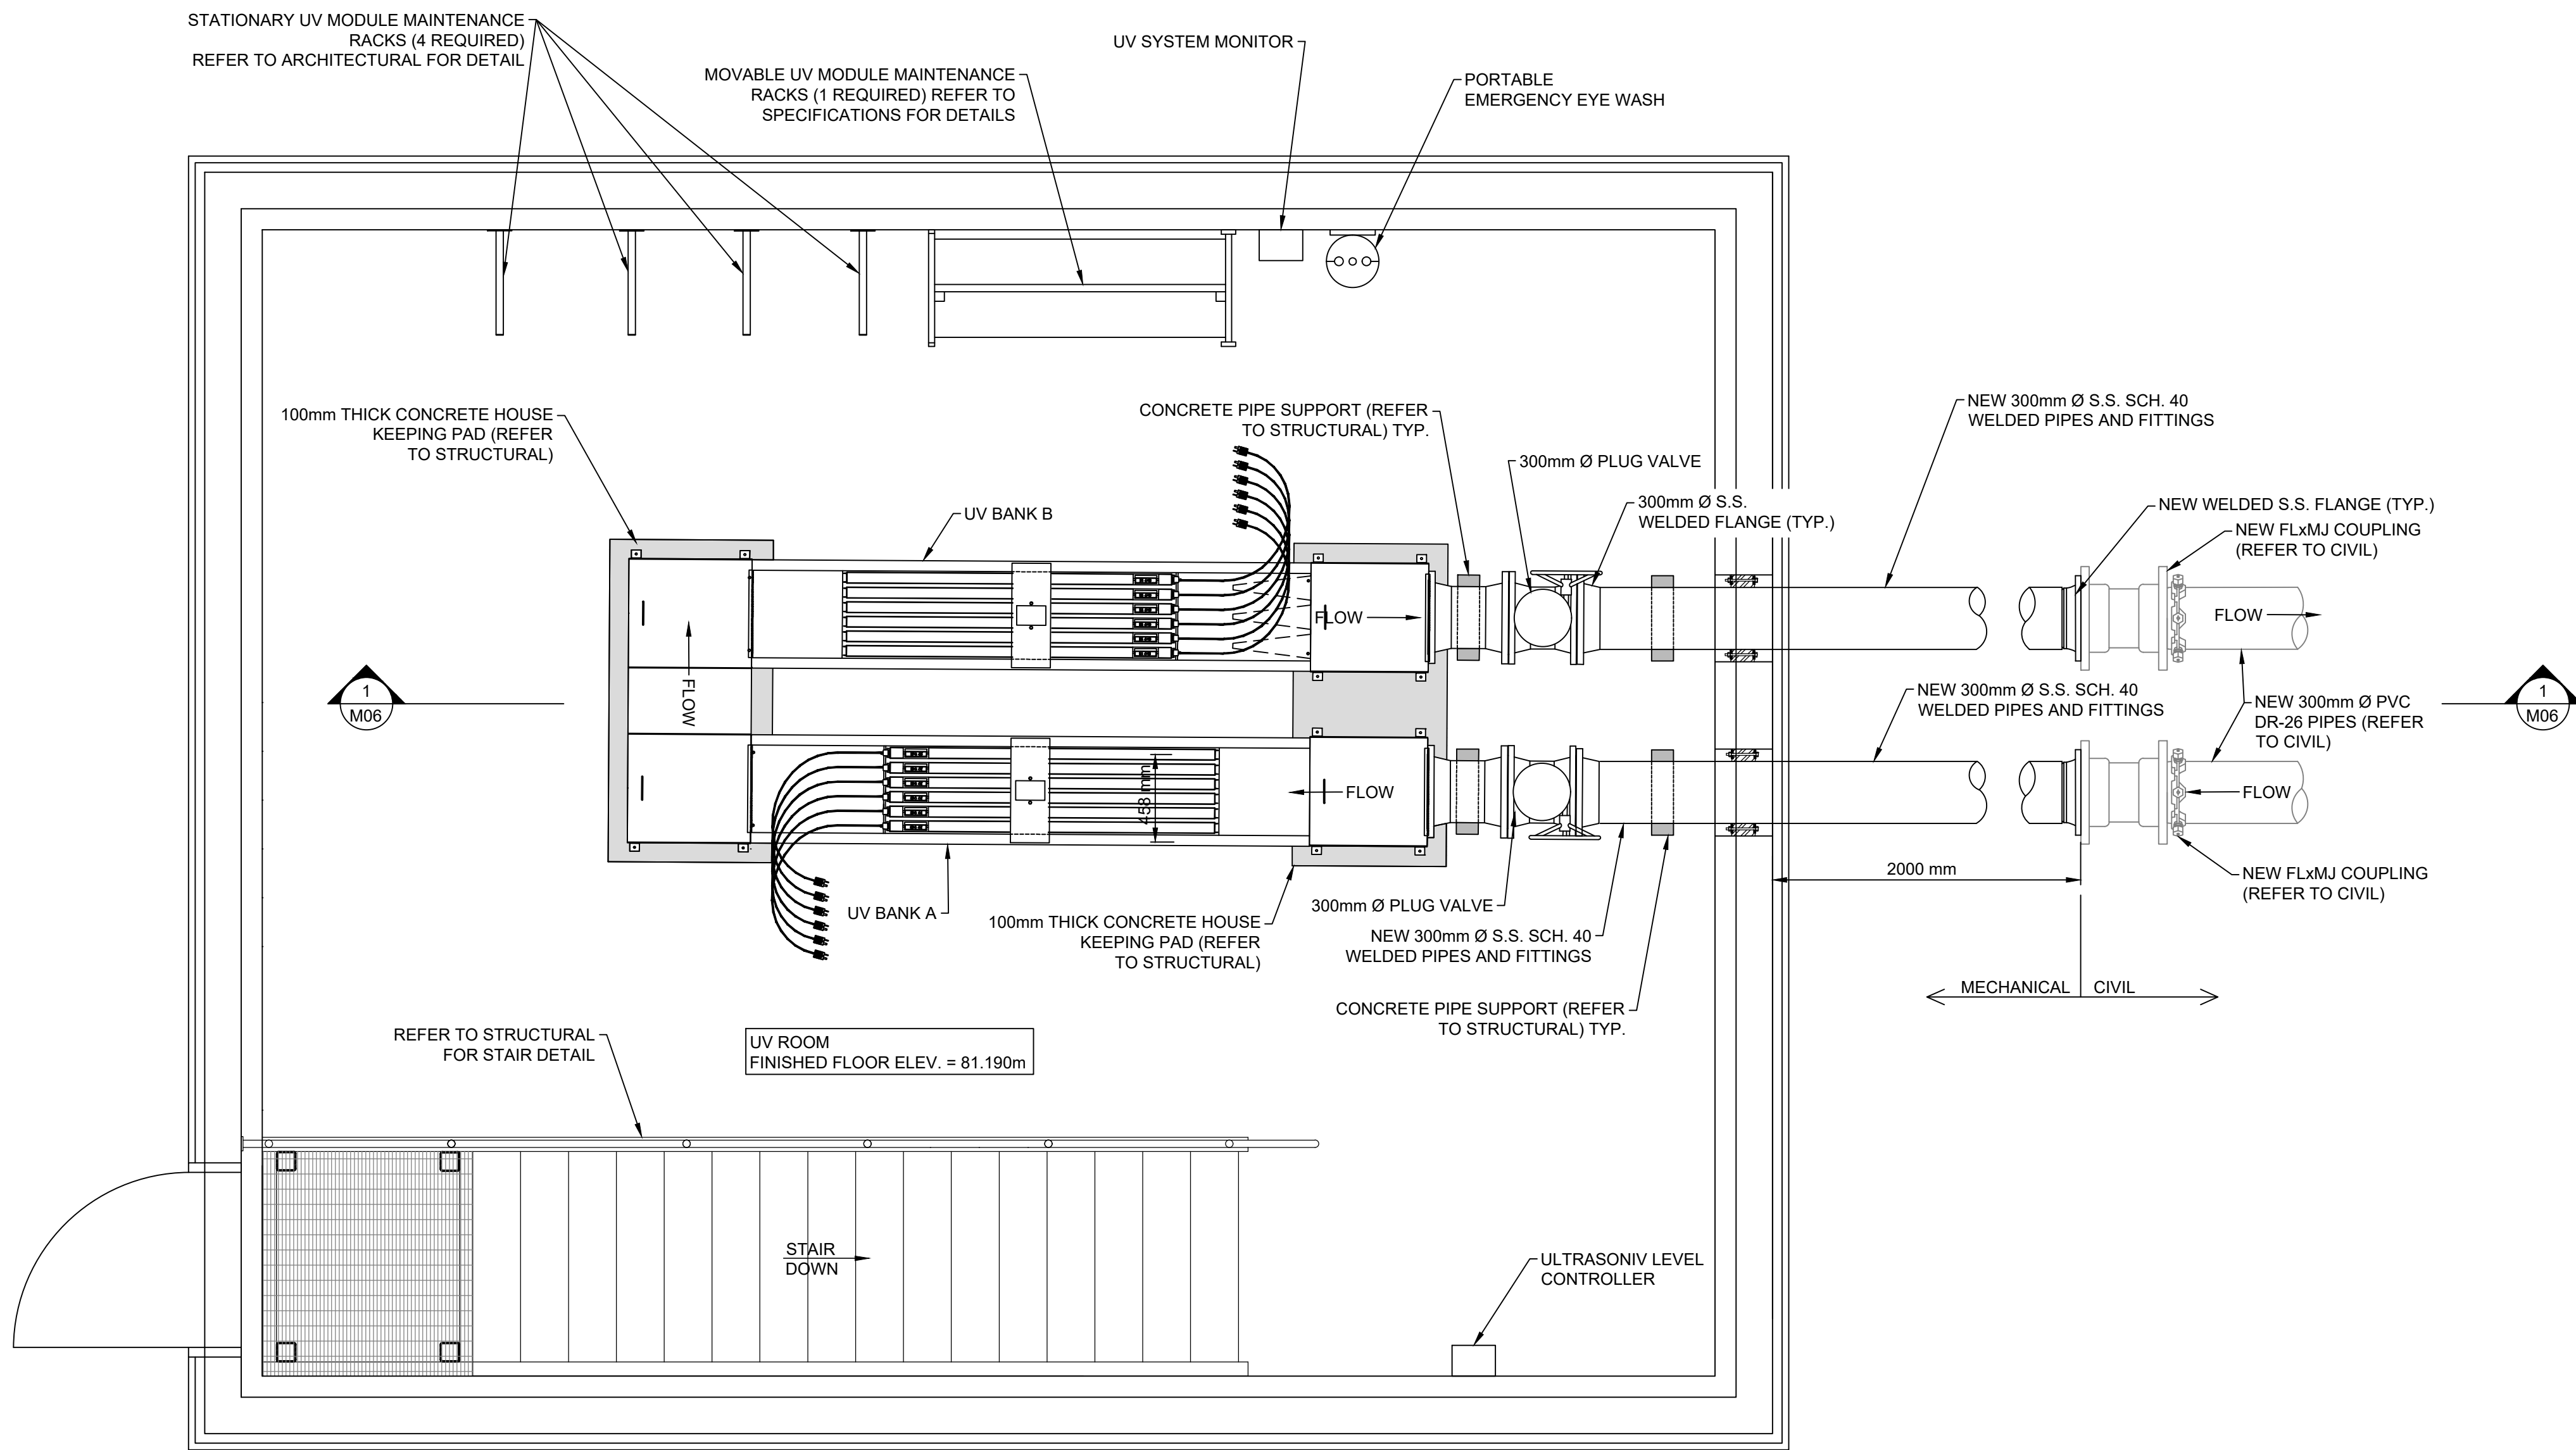 STATIONARY UV MODULE MAINTENANCE
RACKS (4 REQUIRED)
REFER TO ARCHITECTURAL FOR DETAIL
MOVABLE UV MODULE MAINTENANCE
RACKS (1 REQUIRED) REFER TO
SPECIFICATIONS FOR DETAILS
UV SYSTEM MONITOR
PORTABLE
EMERGENCY EYE WASH
100mm THICK CONCRETE HOUSE
KEEPING PAD (REFER
TO STRUCTURAL)
CONCRETE PIPE SUPPORT (REFER
TO STRUCTURAL) TYP.
300mm Ø PLUG VALVE
300mm Ø S.S.
WELDED FLANGE (TYP.)
NEW 300mm Ø S.S. SCH. 40
WELDED PIPES AND FITTINGS
NEW WELDED S.S. FLANGE (TYP.)
NEW FLxMJ COUPLING
(REFER TO CIVIL)
UV BANK B
FLOW
FLOW
FLOW
1
M06
NEW 300mm Ø S.S. SCH. 40
WELDED PIPES AND FITTINGS
NEW 300mm Ø PVC
DR-26 PIPES (REFER
TO CIVIL)
1
M06
458 mm
FLOW
FLOW
2000 mm
NEW FLxMJ COUPLING
(REFER TO CIVIL)
UV BANK A
100mm THICK CONCRETE HOUSE
KEEPING PAD (REFER
TO STRUCTURAL)
300mm Ø PLUG VALVE
NEW 300mm Ø S.S. SCH. 40
WELDED PIPES AND FITTINGS
CONCRETE PIPE SUPPORT (REFER
TO STRUCTURAL) TYP.
MECHANICAL
CIVIL
REFER TO STRUCTURAL
FOR STAIR DETAIL
UV ROOM
FINISHED FLOOR ELEV. = 81.190m
STAIR
DOWN
ULTRASONIV LEVEL
CONTROLLER